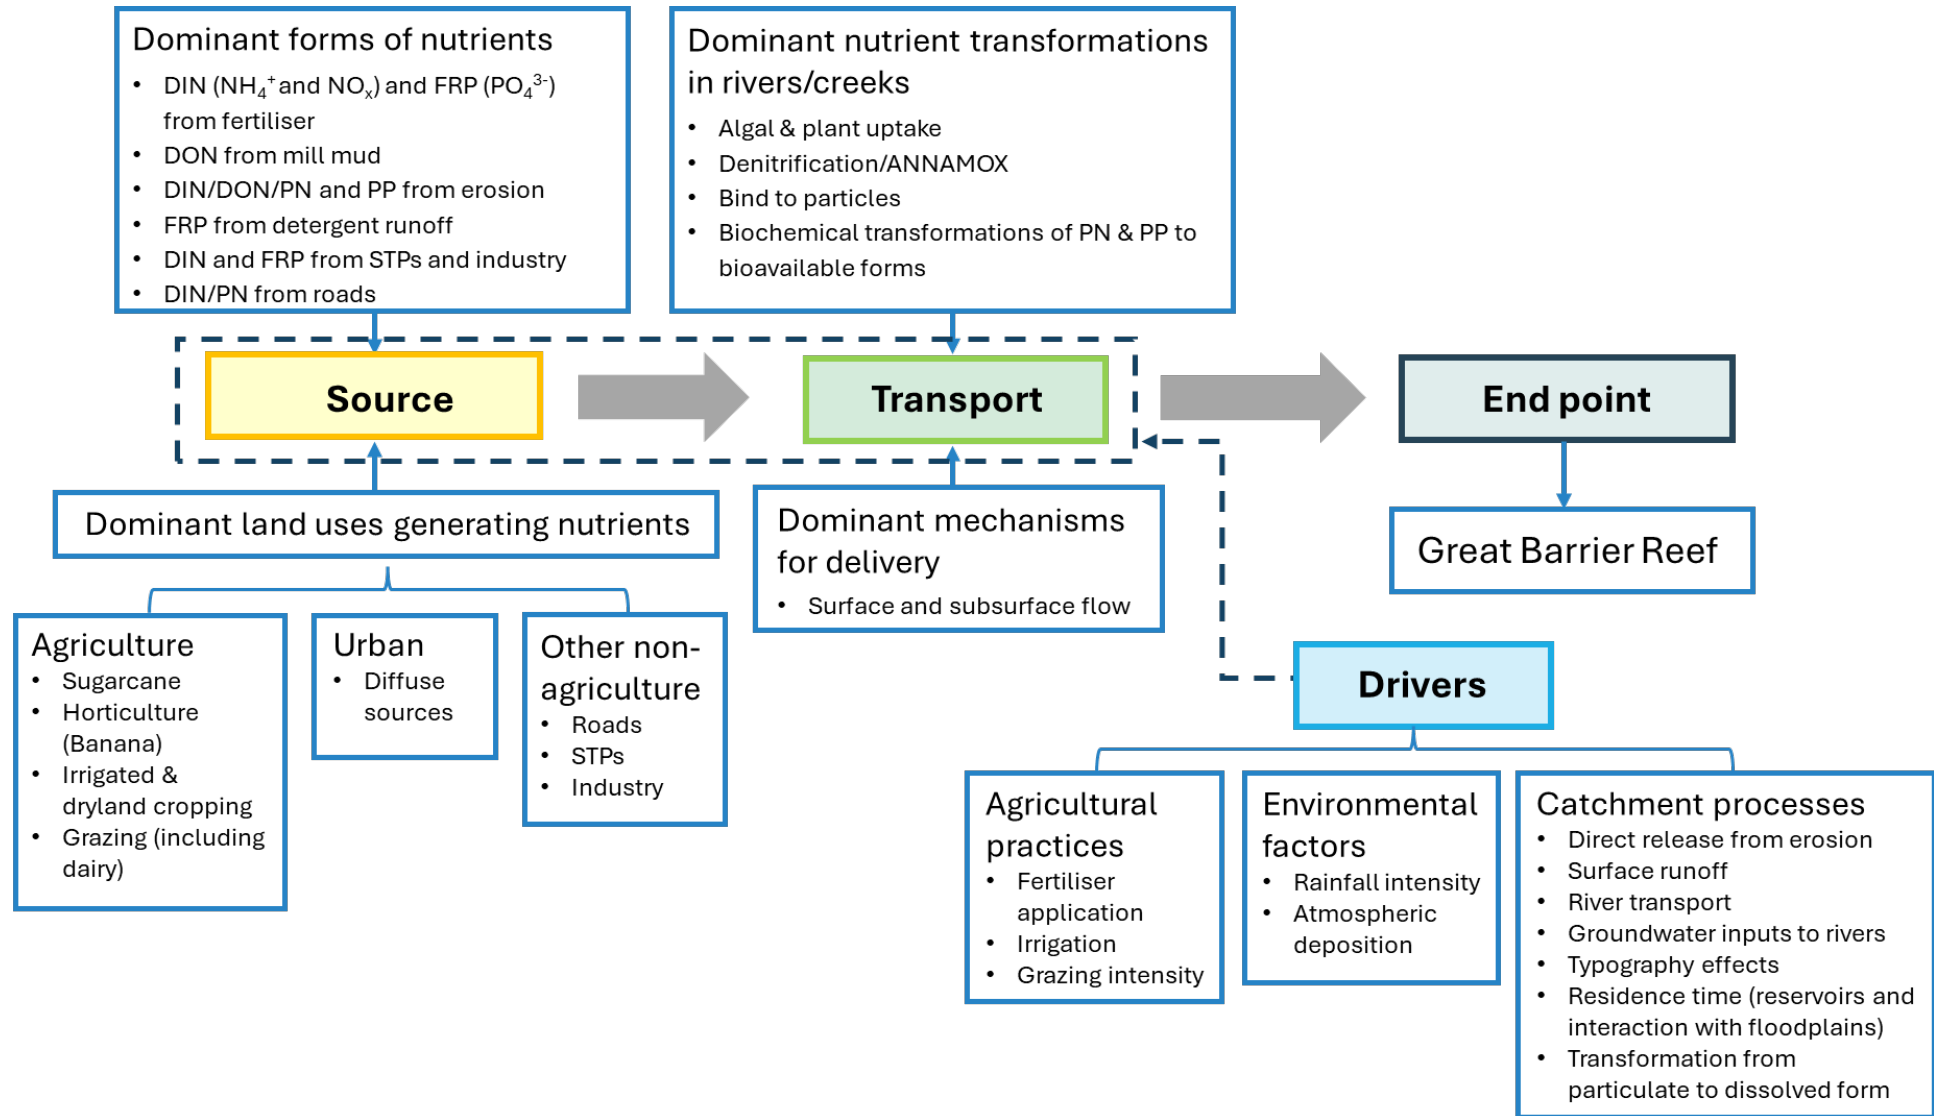 Dominant forms of nutrients
• DIN (NH₄⁺ and NOₓ) and FRP (PO₄³⁻)
from fertiliser
• DON from mill mud
• DIN/DON/PN and PP from erosion
• FRP from detergent runoff
• DIN and FRP from STPs and industry
• DIN/PN from roads
Dominant nutrient transformations
in rivers/creeks
• Algal & plant uptake
• Denitrification/ANNAMOX
• Bind to particles
• Biochemical transformations of PN & PP to
bioavailable forms
Source
Transport
End point
Dominant land uses generating nutrients
Dominant mechanisms
for delivery
• Surface and subsurface flow
Great Barrier Reef
Agriculture
• Sugarcane
• Horticulture
(Banana)
• Irrigated &
dryland cropping
• Grazing (including
dairy)
Urban
• Diffuse
sources
Other non-
agriculture
• Roads
• STPs
• Industry
Drivers
Agricultural
practices
• Fertiliser
application
• Irrigation
• Grazing intensity
Environmental
factors
• Rainfall intensity
• Atmospheric
deposition
Catchment processes
• Direct release from erosion
• Surface runoff
• River transport
• Groundwater inputs to rivers
• Typography effects
• Residence time (reservoirs and
interaction with floodplains)
• Transformation from
particulate to dissolved form